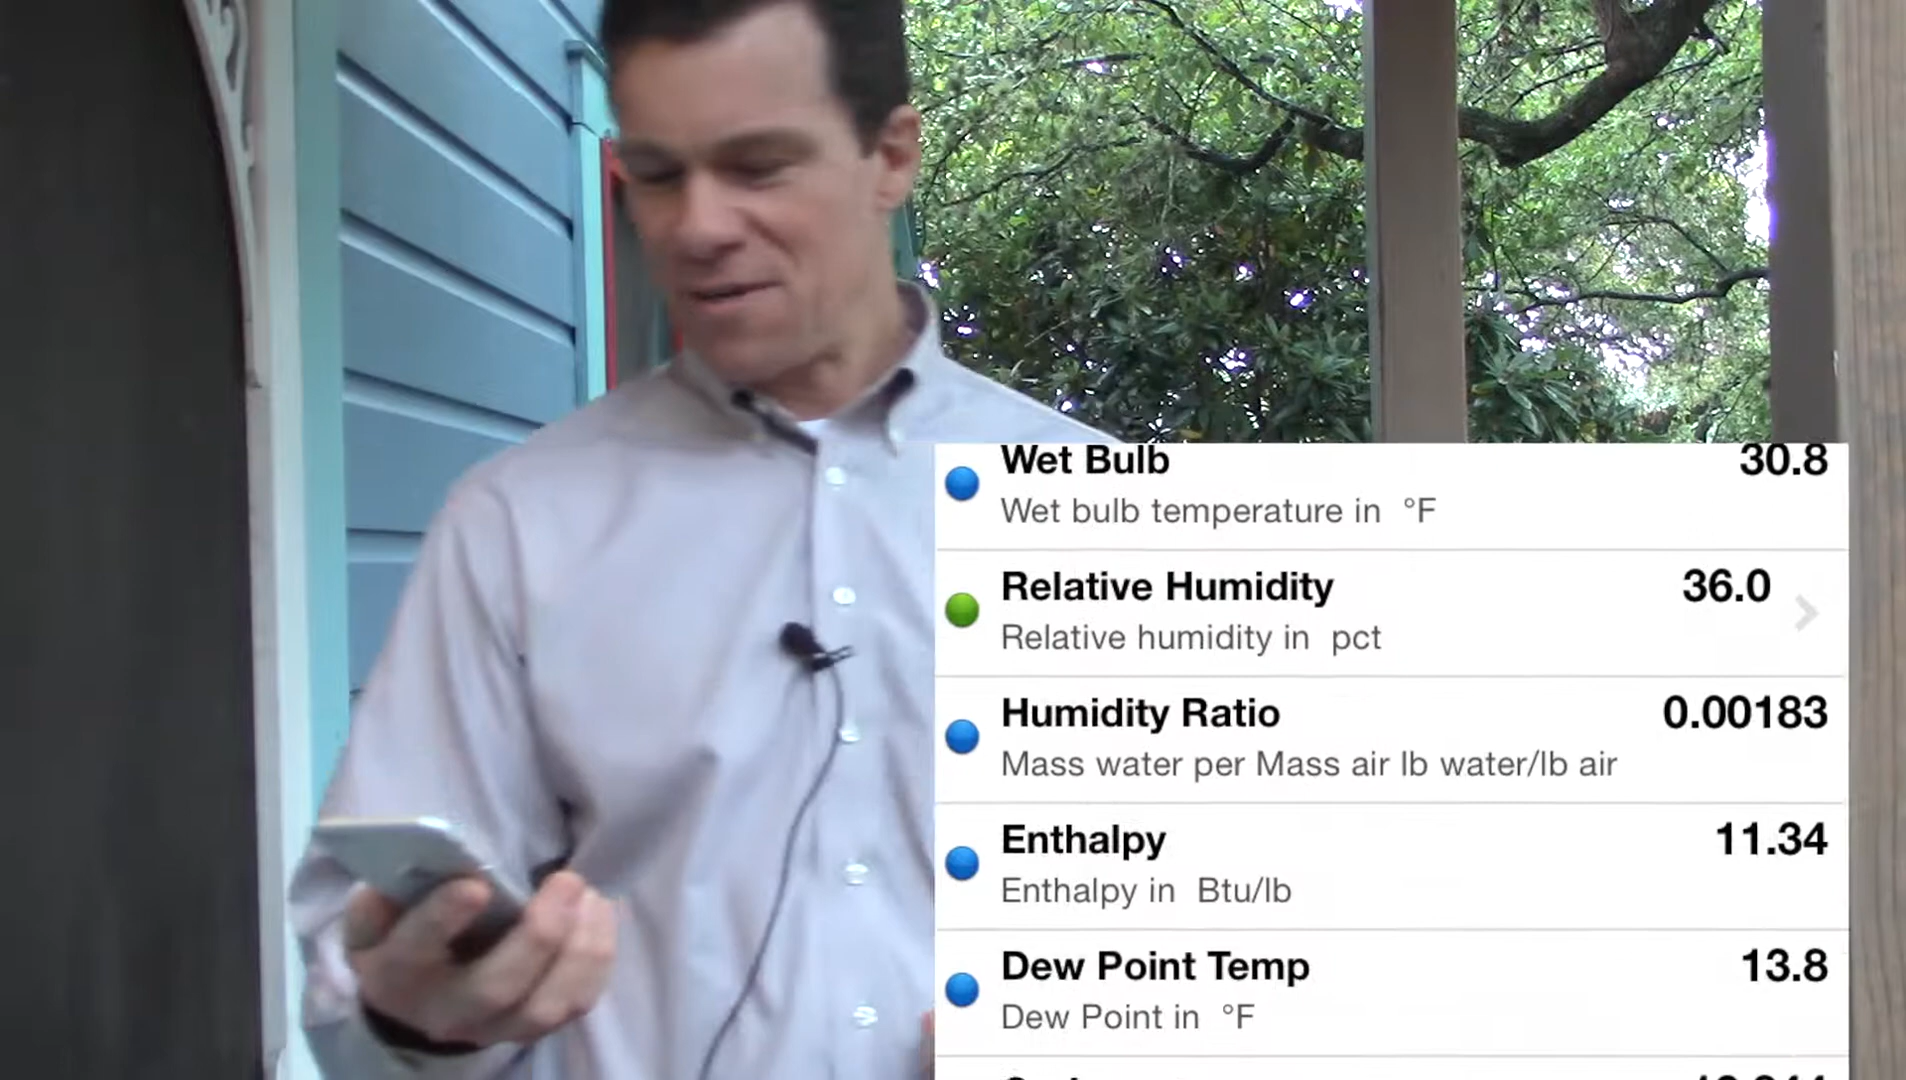 Wet Bulb 30.8
Wet bulb temperature in °F
Relative Humidity 36.0
Relative humidity in pct
Humidity Ratio 0.00183
Mass water per Mass air lb water/lb air
Enthalpy 11.34
Enthalpy in Btu/lb
Dew Point Temp 13.8
Dew Point in °F